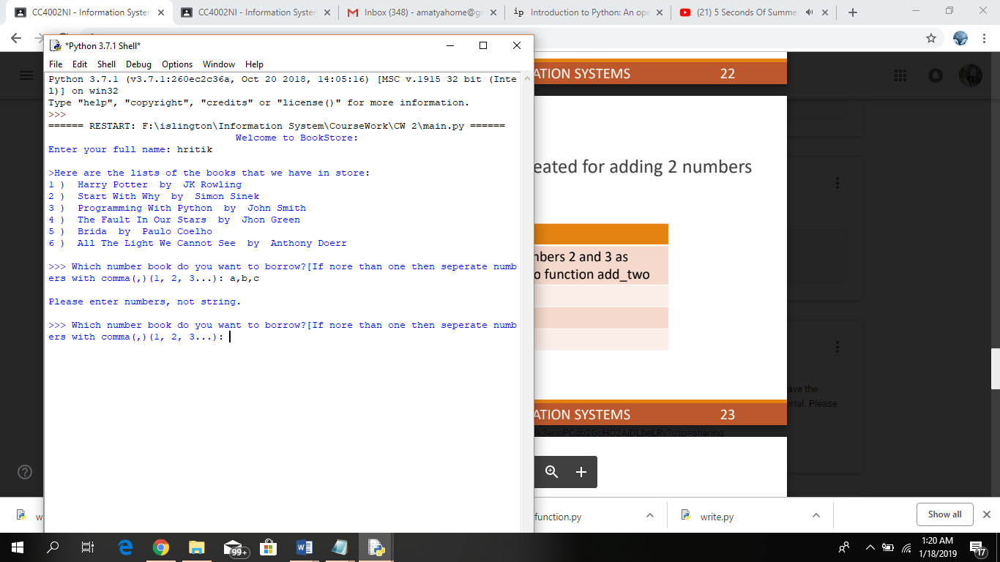 CC4002NI - Information System
CC4002NI - Information System
Inbox (348) - amatyahome@gr
ip Introduction to Python: An ope
(21) 5 Seconds Of Summe
*Python 3.7.1 Shell*
File Edit Shell Debug Options Window Help
Python 3.7.1 (v3.7.1:260ec2c36a, Oct 20 2018, 14:05:16) [MSC v.1915 32 bit (Inte
l)] on win32
Type "help", "copyright", "credits" or "license()" for more information.
>>>
====== RESTART: F:\islington\Information System\CourseWork\CW 2\main.py ======
Welcome to BookStore:
Enter your full name: hritik
>Here are the lists of the books that we have in store:
1 ) Harry Potter by JK Rowling
2 ) Start With Why by Simon Sinek
3 ) Programming With Python by John Smith
4 ) The Fault In Our Stars by Jhon Green
5 ) Brida by Paulo Coelho
6 ) All The Light We Cannot See by Anthony Doerr
>>> Which number book do you want to borrow?[If nore than one then seperate numb
ers with comma(,)(1, 2, 3...): a,b,c
Please enter numbers, not string.
>>> Which number book do you want to borrow?[If nore than one then seperate numb
ers with comma(,)(1, 2, 3...):
ATION SYSTEMS 22
eated for adding 2 numbers
nbers 2 and 3 as
o function add_two
ave the
orial. Please
ATION SYSTEMS 23
w
function.py
write.py
Show all
99+
1:20 AM
1/18/2019
17